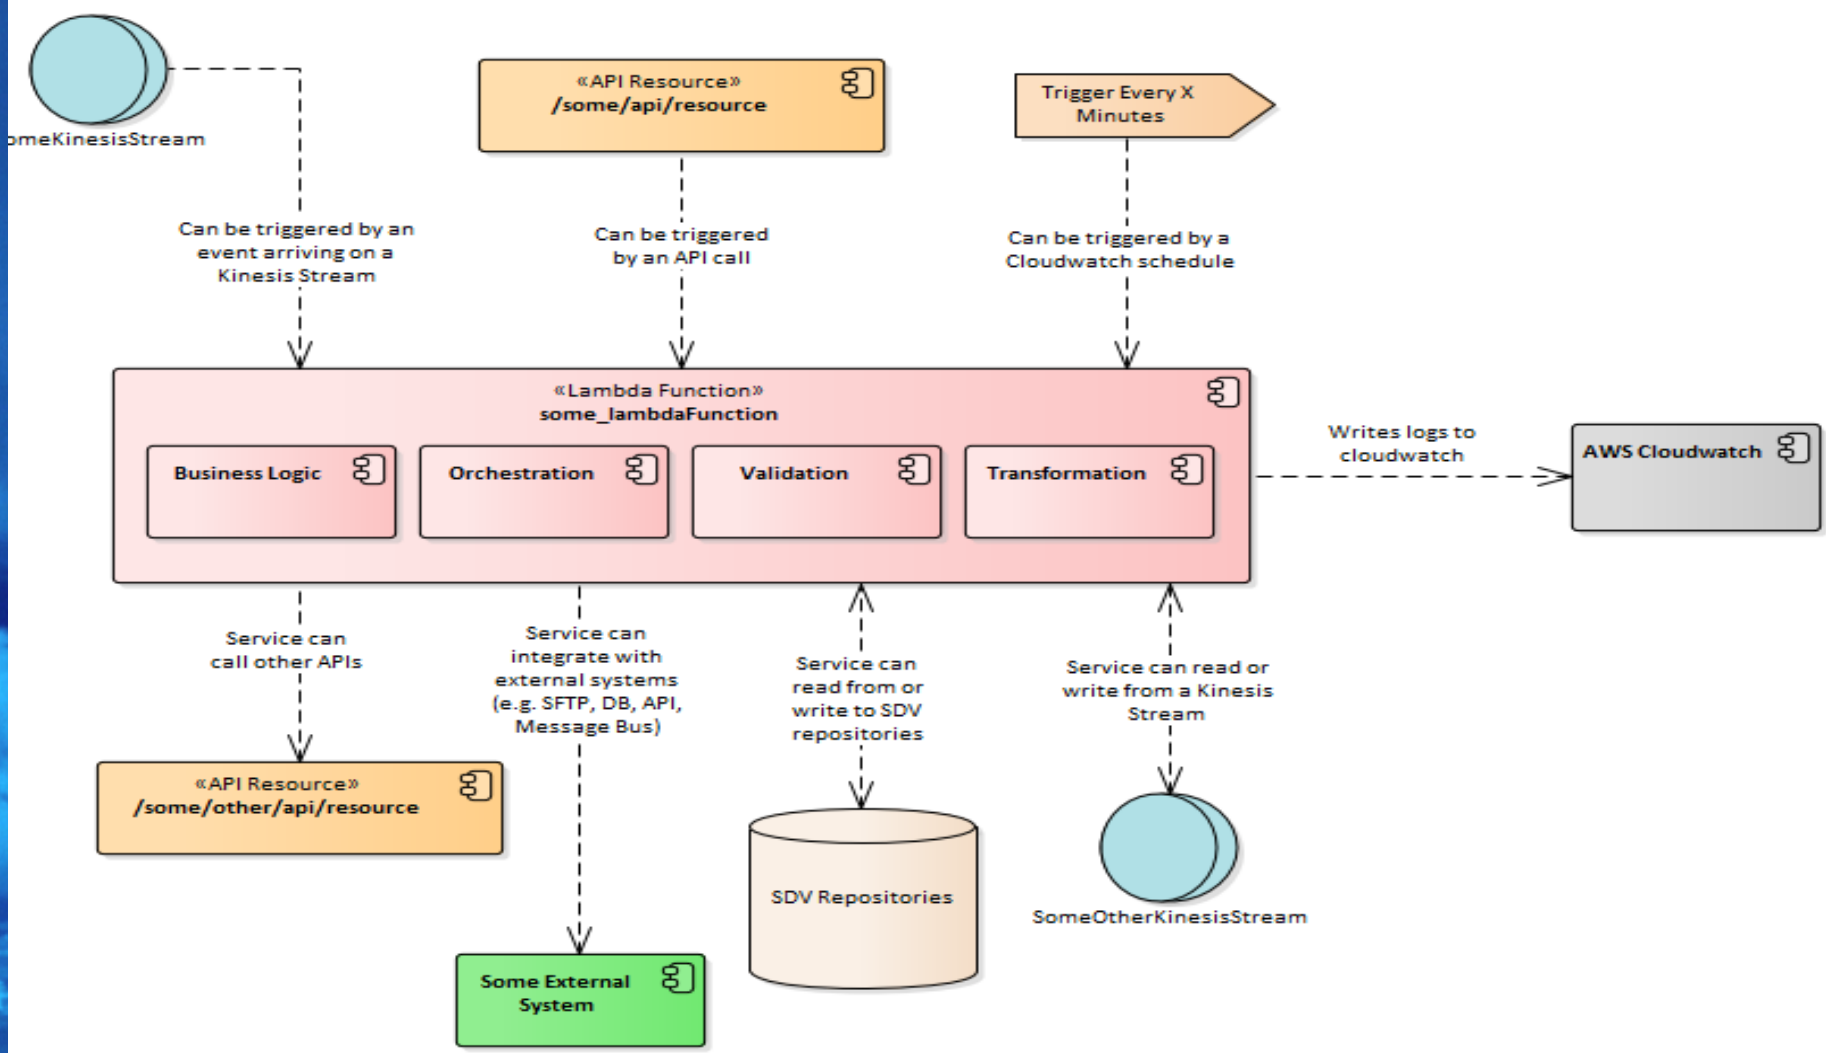 omeKinesisStream
«API Resource»
/some/api/resource
Trigger Every X
Minutes
Can be triggered by an
event arriving on a
Kinesis Stream
Can be triggered
by an API call
Can be triggered by a
Cloudwatch schedule
«Lambda Function»
some_lambdaFunction
Business Logic
Orchestration
Validation
Transformation
Writes logs to
cloudwatch
AWS Cloudwatch
Service can
call other APIs
Service can
integrate with
external systems
(e.g. SFTP, DB, API,
Message Bus)
Service can
read from or
write to SDV
repositories
Service can read or
write from a Kinesis
Stream
«API Resource»
/some/other/api/resource
SDV Repositories
SomeOtherKinesisStream
Some External
System